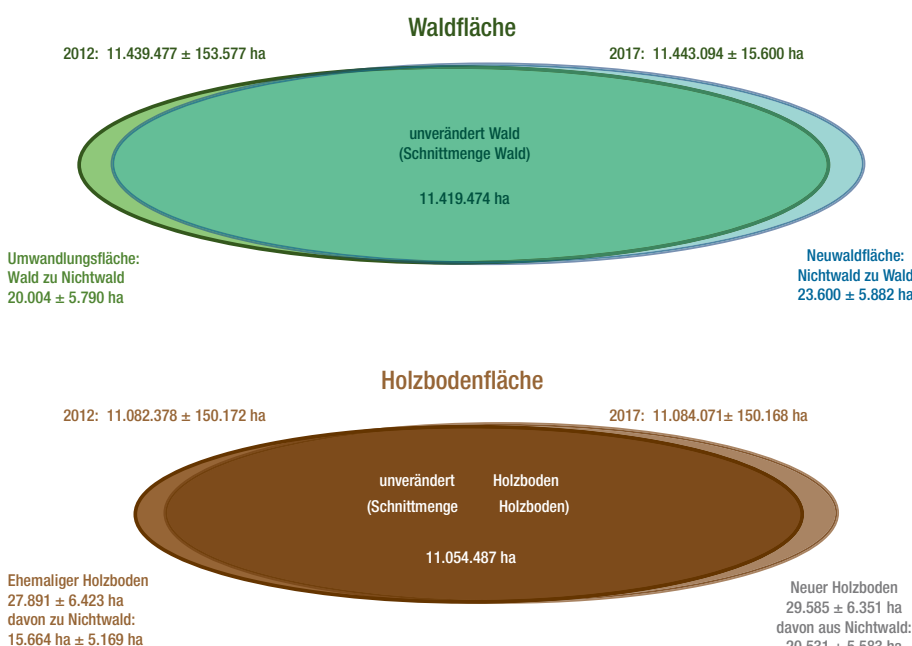 Waldfläche
2012: 11.439.477 ± 153.577 ha
2017: 11.443.094 ± 15.600 ha
unverändert Wald
(Schnittmenge Wald)
11.419.474 ha
Umwandlungsfläche:
Wald zu Nichtwald
20.004 ± 5.790 ha
Neuwaldfläche:
Nichtwald zu Wald
23.600 ± 5.882 ha
Holzbodenfläche
2012: 11.082.378 ± 150.172 ha
2017: 11.084.071± 150.168 ha
unverändert Holzboden
(Schnittmenge Holzboden)
11.054.487 ha
Ehemaliger Holzboden
27.891 ± 6.423 ha
davon zu Nichtwald:
15.664 ha ± 5.169 ha
Neuer Holzboden
29.585 ± 6.351 ha
davon aus Nichtwald: